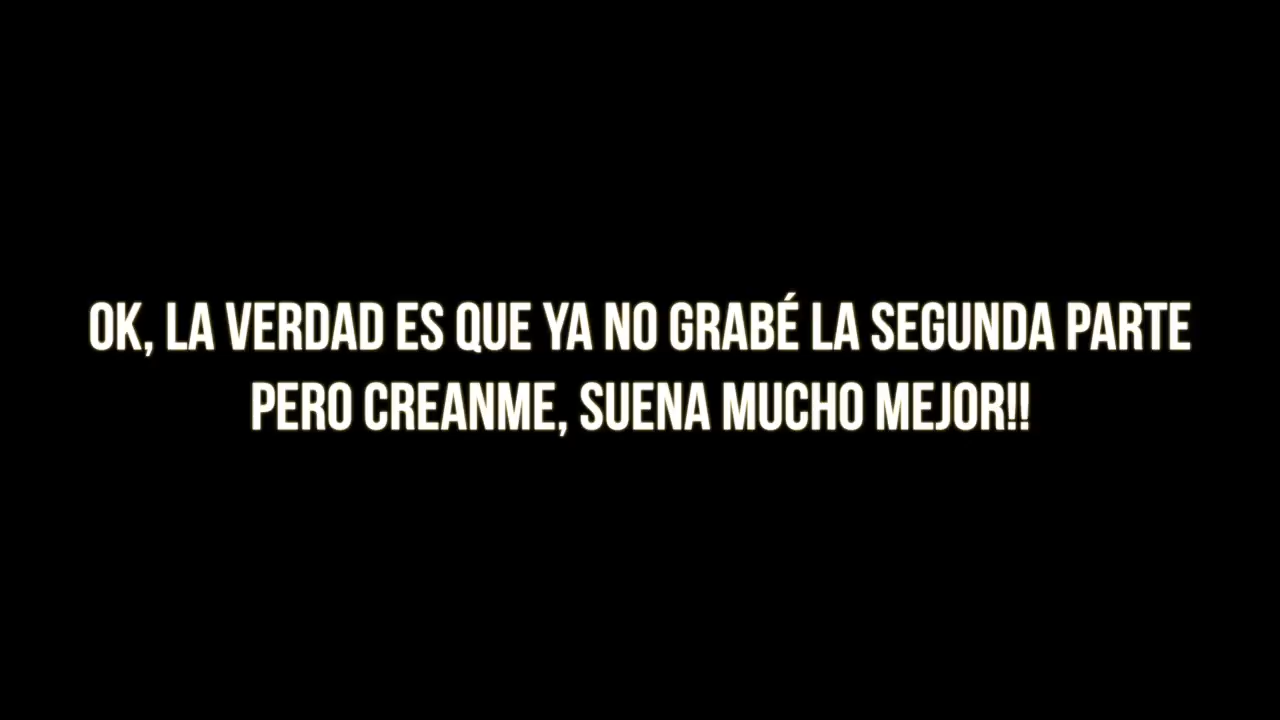 OK, LA VERDAD ES QUE YA NO GRABÉ LA SEGUNDA PARTE
PERO CREANME, SUENA MUCHO MEJOR!!